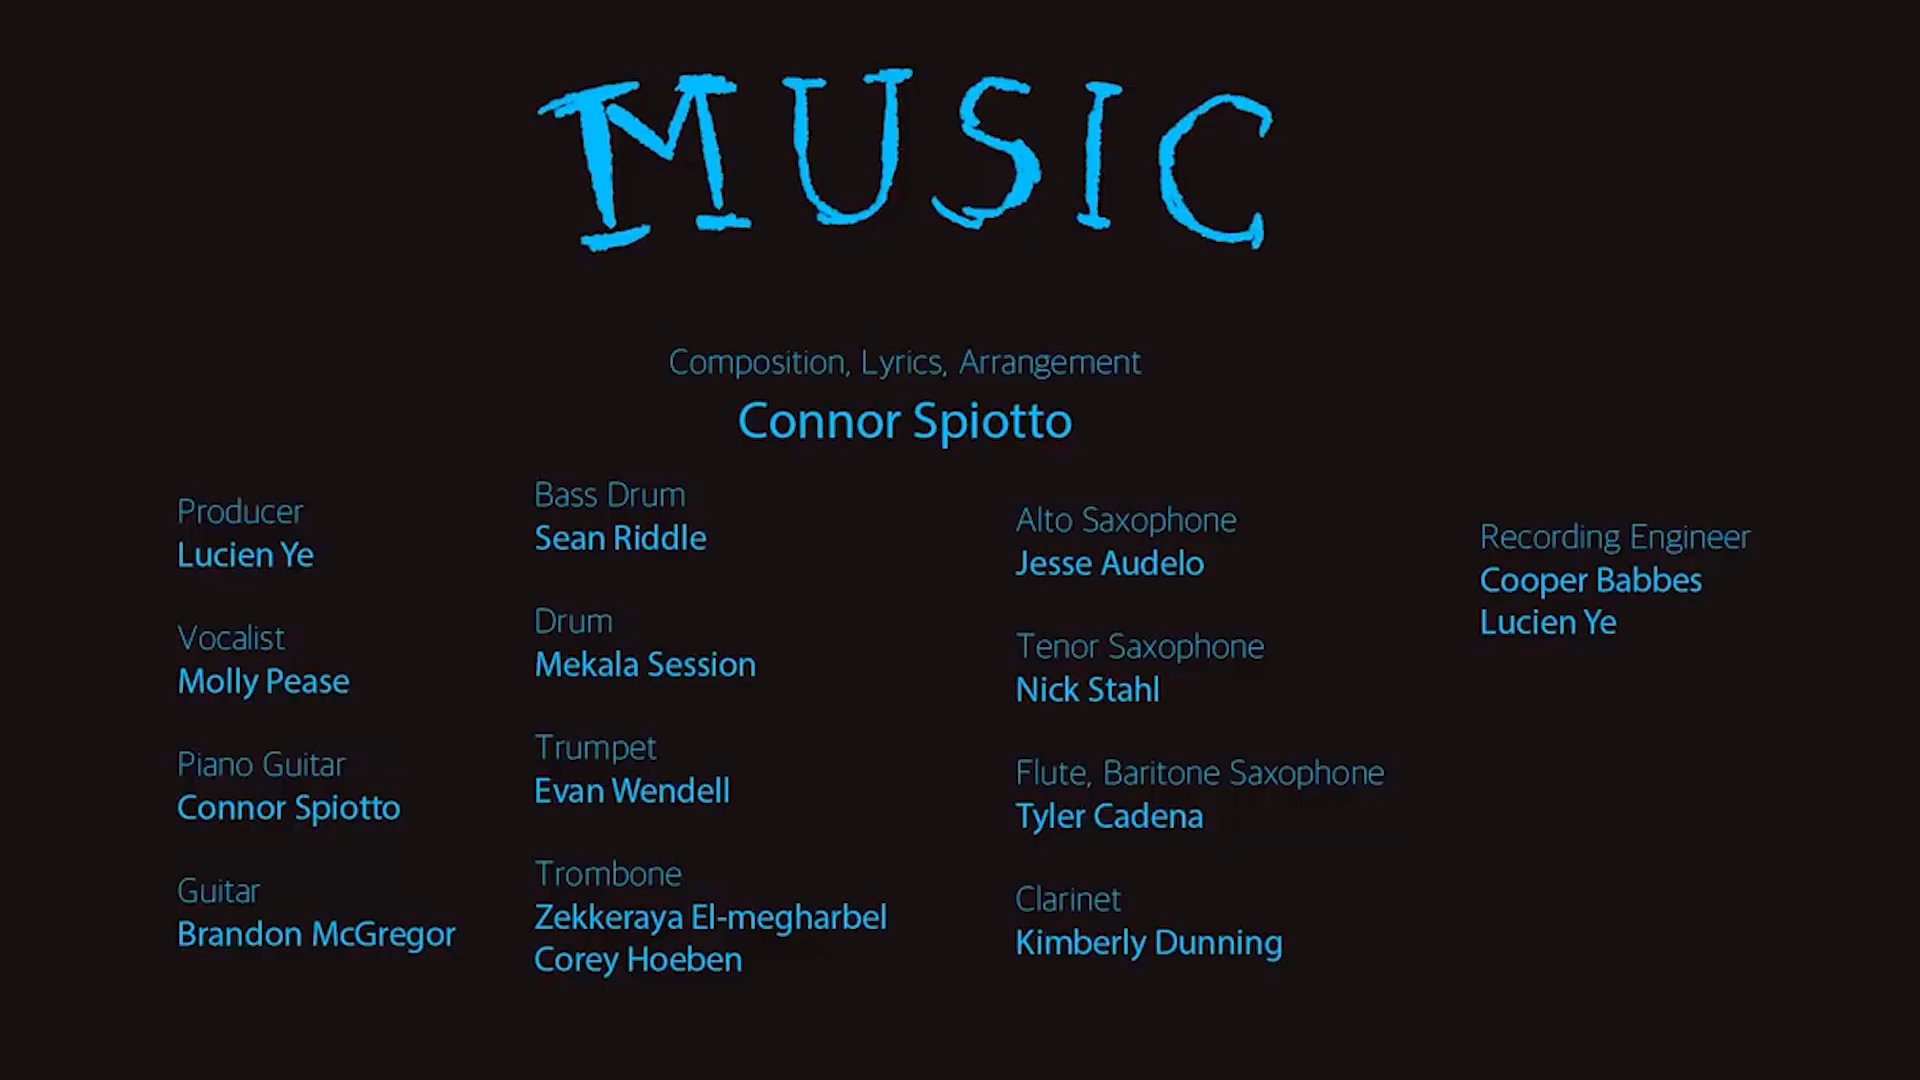 MUSIC
Composition, Lyrics, Arrangement
Connor Spiotto
Producer
Lucien Ye
Vocalist
Molly Pease
Piano Guitar
Connor Spiotto
Guitar
Brandon McGregor
Bass Drum
Sean Riddle
Drum
Mekala Session
Trumpet
Evan Wendell
Trombone
Zekkeraya El-megharbel
Corey Hoeben
Alto Saxophone
Jesse Audelo
Tenor Saxophone
Nick Stahl
Flute, Baritone Saxophone
Tyler Cadena
Clarinet
Kimberly Dunning
Recording Engineer
Cooper Babbes
Lucien Ye